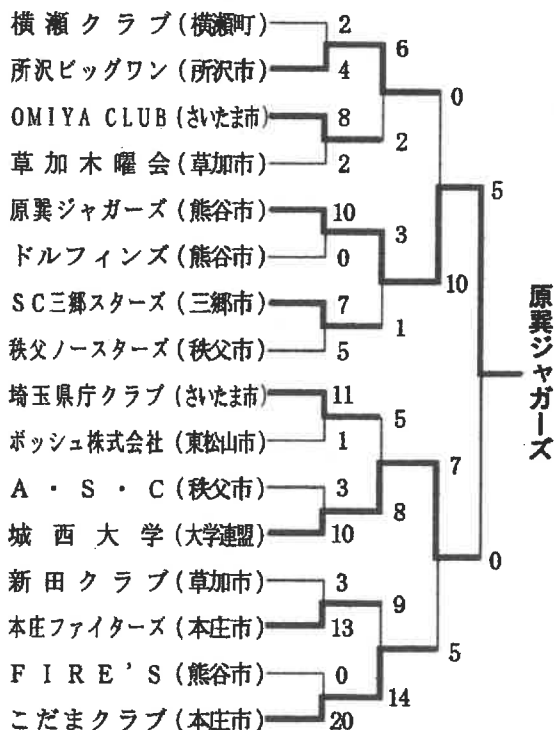 横瀬クラブ(横瀬町) 2
所沢ビッグワン(所沢市) 4
6
OMIYA CLUB(さいたま市) 8
草加木曜会(草加市) 2
2
0
原巽ジャガーズ(熊谷市) 10
ドルフィンズ(熊谷市) 0
3
SC三郷スターズ(三郷市) 7
秩父ノースターズ(秩父市) 5
1
10
5
埼玉県庁クラブ(さいたま市) 11
ボッシュ株式会社(東松山市) 1
5
A・S・C(秩父市) 3
城西大学(大学連盟) 10
8
7
新田クラブ(草加市) 3
本庄ファイターズ(本庄市) 13
9
FIRE'S(熊谷市) 0
こだまクラブ(本庄市) 20
14
5
0
原巽ジャガーズ